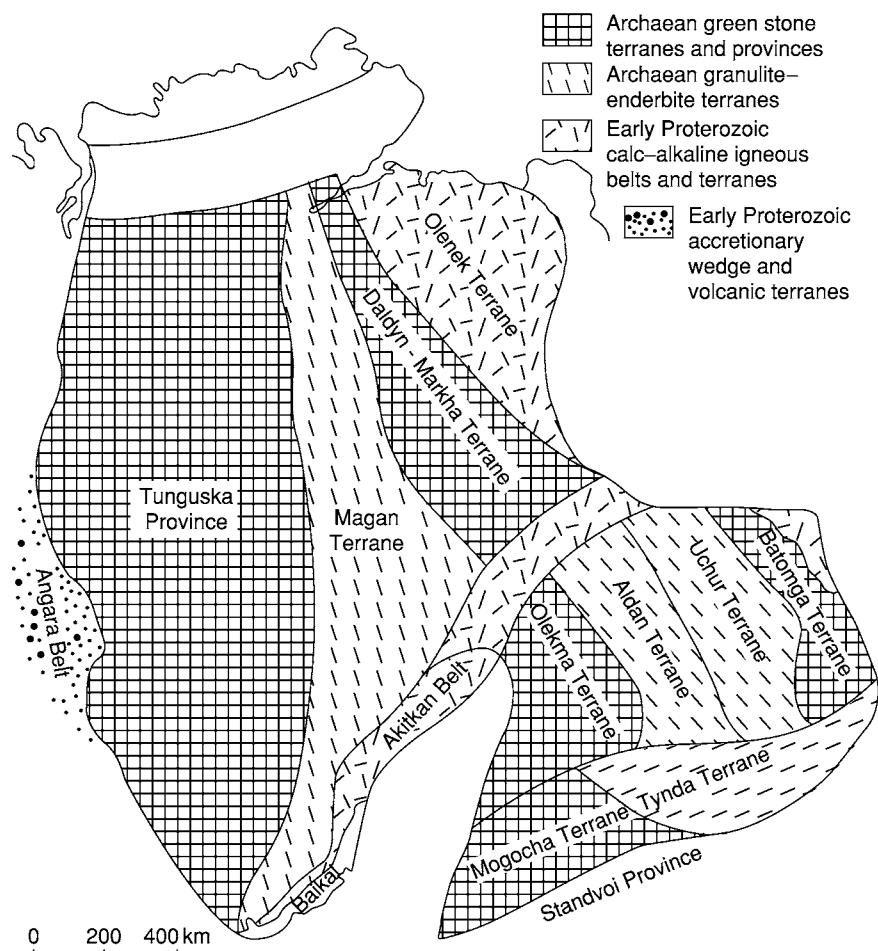 Archaean green stone
terranes and provinces
Archaean granulite–
enderbite terranes
Early Proterozoic
calc–alkaline igneous
belts and terranes
Early Proterozoic
accretionary
wedge and
volcanic terranes
Olenek Terrane
Daldyn - Markha Terrane
Tunguska
Province
Magan
Terrane
Angara Belt
Akitkan Belt
Olekma Terrane
Aldan Terrane
Uchur Terrane
Batomga Terrane
Mogocha Terrane
Tynda Terrane
Standvoi Province
Baikal
0 200 400 km